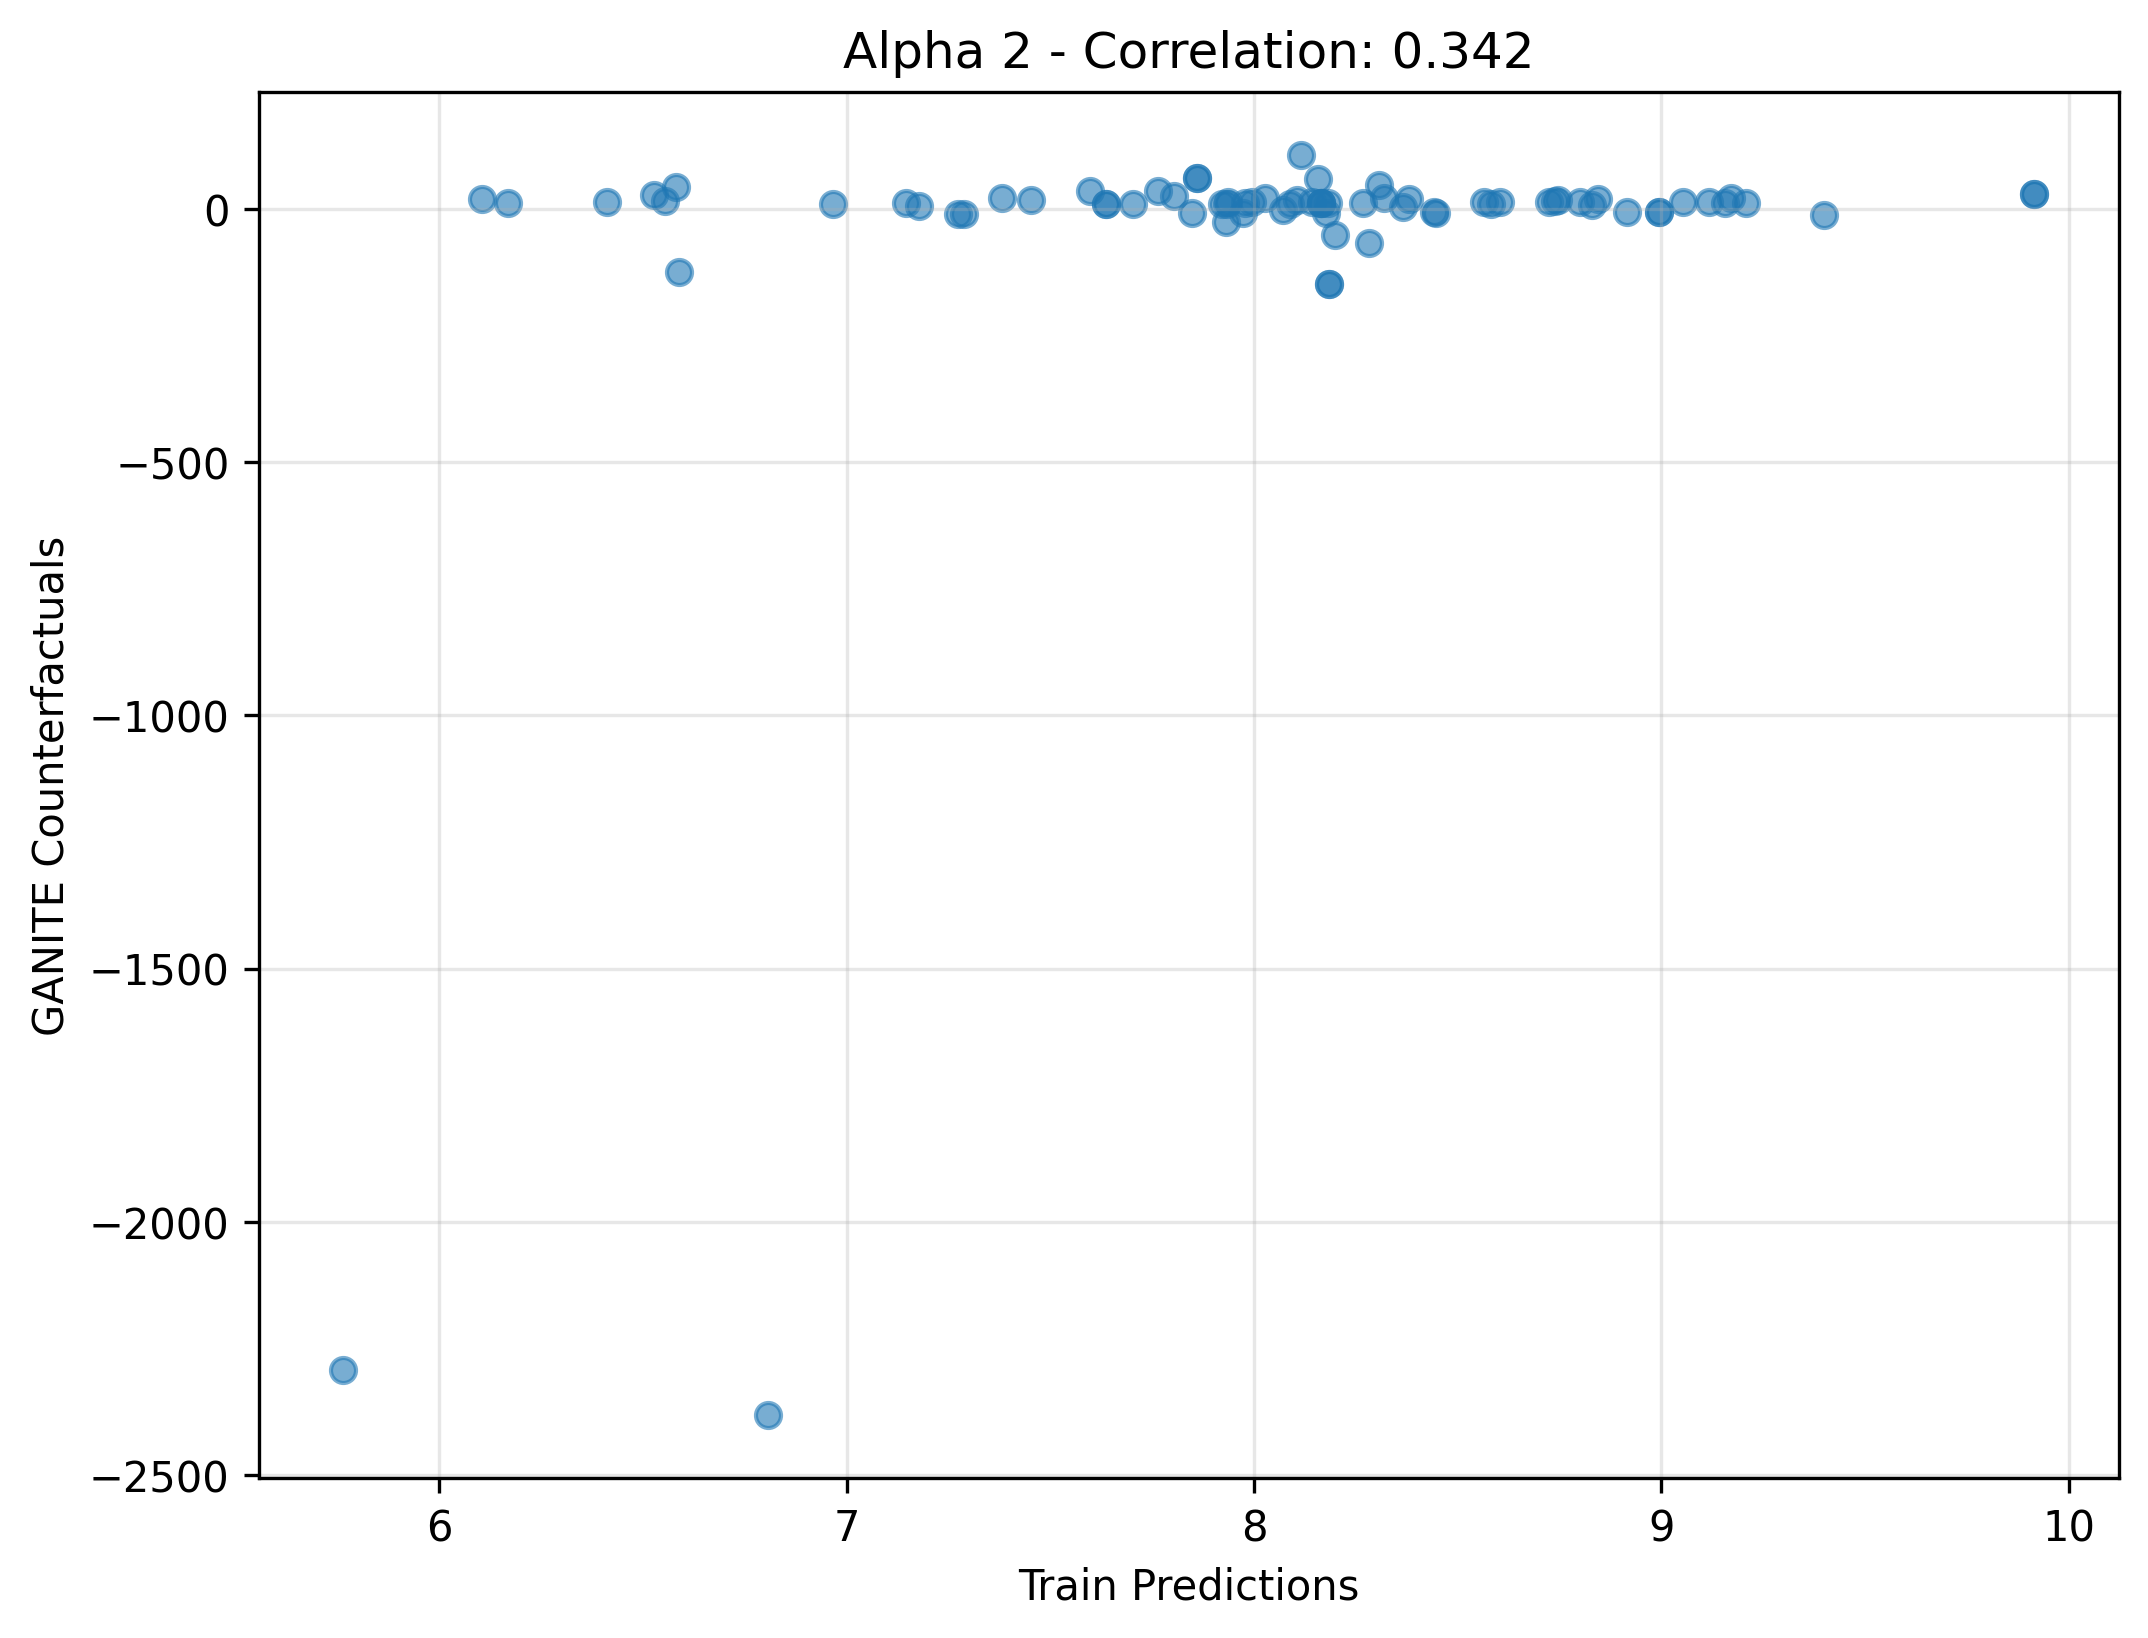 Alpha 2 - Correlation: 0.342
GANITE Counterfactuals
0
−500
−1000
−1500
−2000
−2500
6 7 8 9 10
Train Predictions